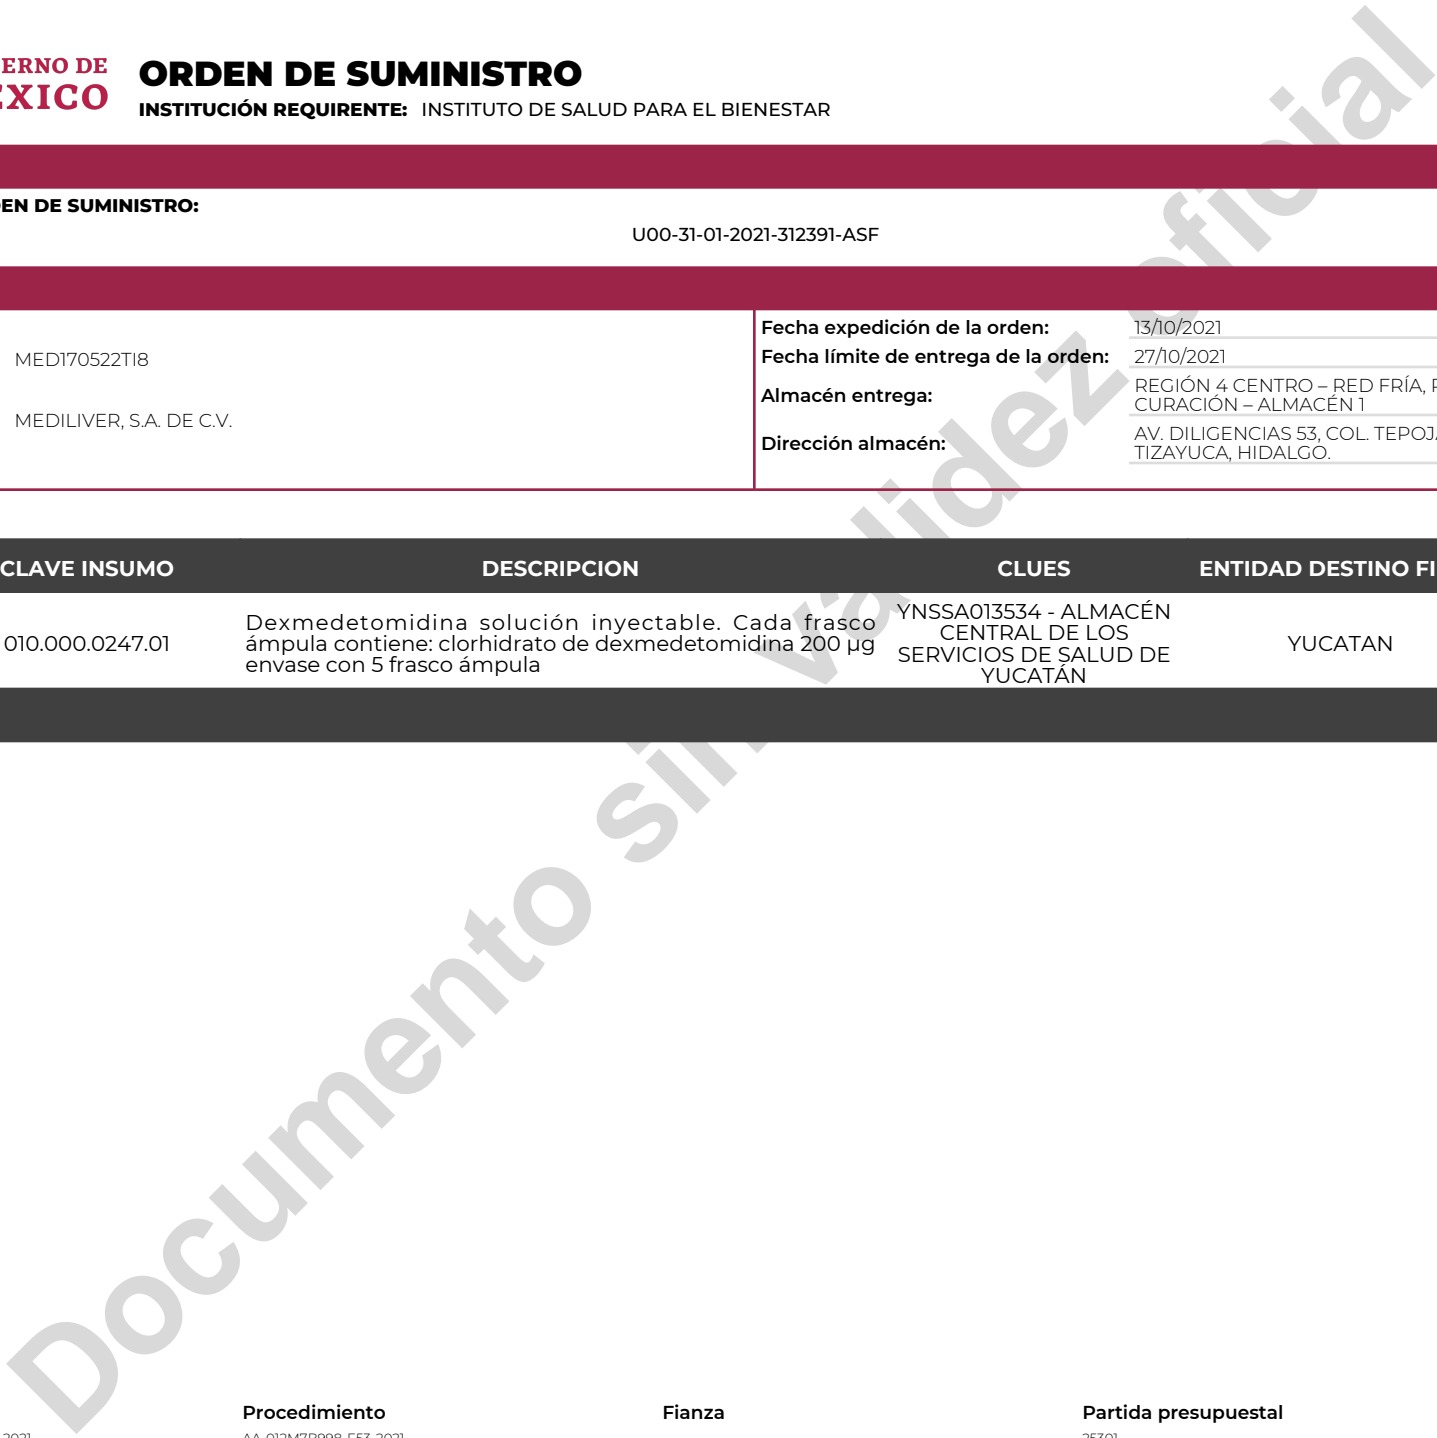 ERNO DE
EXICO
ORDEN DE SUMINISTRO
INSTITUCIÓN REQUIRENTE: INSTITUTO DE SALUD PARA EL BIENESTAR
EN DE SUMINISTRO:
U00-31-01-2021-312391-ASF
MED170522TI8
MEDILIVER, S.A. DE C.V.
Fecha expedición de la orden: 13/10/2021
Fecha límite de entrega de la orden: 27/10/2021
Almacén entrega: REGIÓN 4 CENTRO – RED FRÍA,
CURACIÓN – ALMACÉN 1
Dirección almacén: AV. DILIGENCIAS 53, COL. TEPOJ
TIZAYUCA, HIDALGO.
CLAVE INSUMO DESCRIPCION CLUES ENTIDAD DESTINO FI
010.000.0247.01
Dexmedetomidina solución inyectable. Cada frasco
ámpula contiene: clorhidrato de dexmedetomidina 200 µg
envase con 5 frasco ámpula
YNSSA013534 - ALMACÉN
CENTRAL DE LOS
SERVICIOS DE SALUD DE
YUCATÁN
YUCATAN
Documento sin validez oficial
Procedimiento Fianza Partida presupuestal